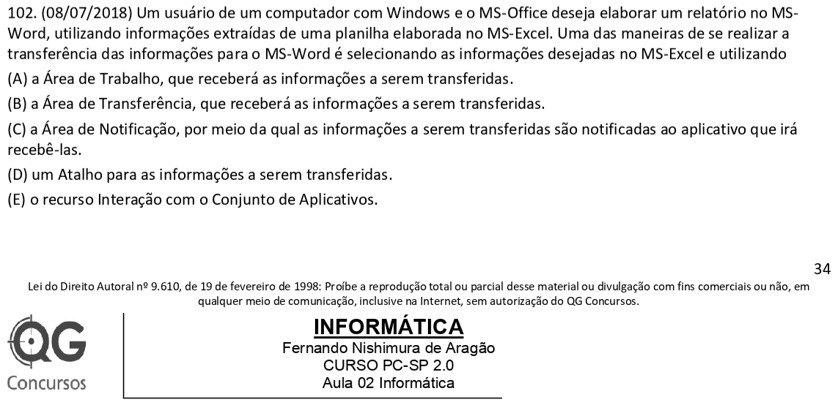 102. (08/07/2018) Um usuário de um computador com Windows e o MS-Office deseja elaborar um relatório no MS-
Word, utilizando informações extraídas de uma planilha elaborada no MS-Excel. Uma das maneiras de se realizar a
transferência das informações para o MS-Word é selecionando as informações desejadas no MS-Excel e utilizando
(A) a Área de Trabalho, que receberá as informações a serem transferidas.
(B) a Área de Transferência, que receberá as informações a serem transferidas.
(C) a Área de Notificação, por meio da qual as informações a serem transferidas são notificadas ao aplicativo que irá
recebê-las.
(D) um Atalho para as informações a serem transferidas.
(E) o recurso Interação com o Conjunto de Aplicativos.
34
Lei do Direito Autoral nº 9.610, de 19 de fevereiro de 1998: Proíbe a reprodução total ou parcial desse material ou divulgação com fins comerciais ou não, em
qualquer meio de comunicação, inclusive na Internet, sem autorização do QG Concursos.
QG
Concursos
INFORMÁTICA
Fernando Nishimura de Aragão
CURSO PC-SP 2.0
Aula 02 Informática